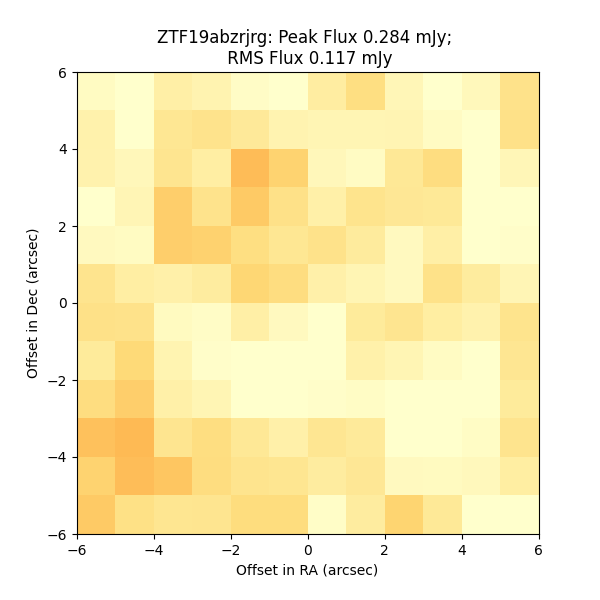 ZTF19abzrjrg: Peak Flux 0.284 mJy;
RMS Flux 0.117 mJy
6
4
2
0
−2
−4
−6
Offset in Dec (arcsec)
−6 −4 −2 0 2 4 6
Offset in RA (arcsec)